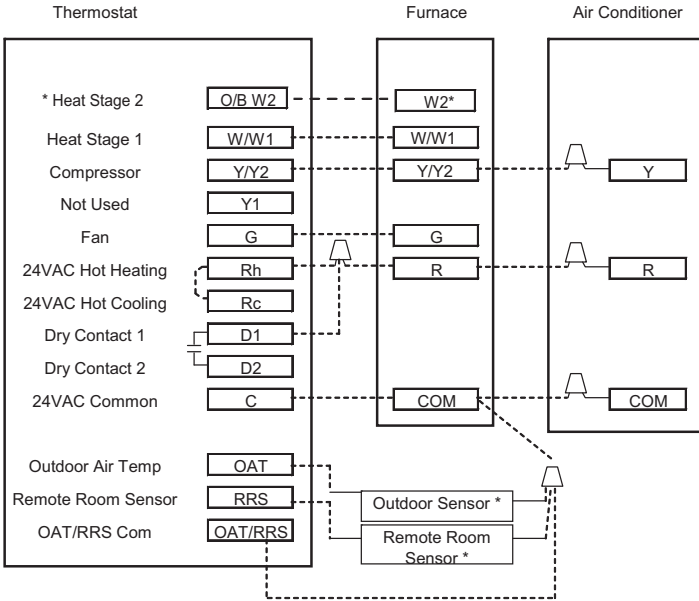 Thermostat Furnace Air Conditioner
* Heat Stage 2 O/B W2 W2*
Heat Stage 1 W/W1 W/W1
Compressor Y/Y2 Y/Y2 Y
Not Used Y1
Fan G G
24VAC Hot Heating Rh R R
24VAC Hot Cooling Rc
Dry Contact 1 D1
Dry Contact 2 D2
24VAC Common C COM COM
Outdoor Air Temp OAT
Remote Room Sensor RRS Outdoor Sensor *
OAT/RRS Com OAT/RRS Remote Room
Sensor *